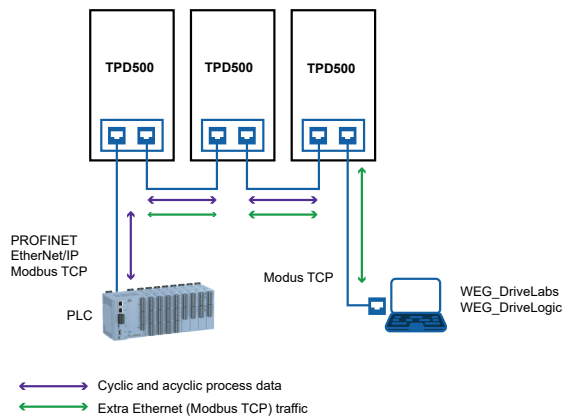 TPD500
TPD500
TPD500
PROFINET
EtherNet/IP
Modbus TCP
PLC
Modus TCP
WEG_DriveLabs
WEG_DriveLogic
Cyclic and acyclic process data
Extra Ethernet (Modbus TCP) traffic